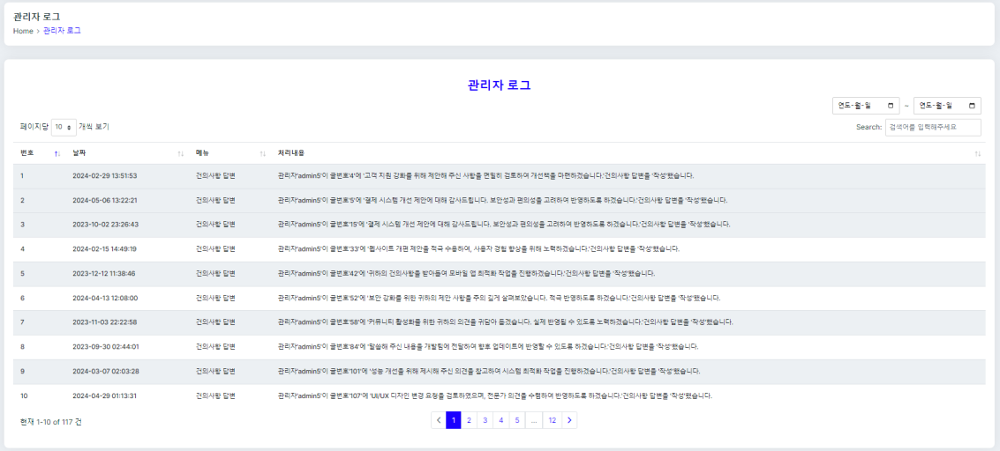 관리자 로그
Home > 관리자 로그
관리자 로그
연도-월-일 ~ 연도-월-일
페이지당 10 개씩 보기
Search: 검색어를 입력해주세요
번호 날짜 메뉴 처리내용
1 2024-02-29 13:51:53 건의사항 답변 관리자'admin5'이 글번호'4'에 '고객 지원 강화를 위해 제안해 주신 사항을 면밀히 검토하여 개선책을 마련하겠습니다.'건의사항 답변을 '작성'했습니다.
2 2024-05-06 13:22:21 건의사항 답변 관리자'admin5'이 글번호'5'에 '결제 시스템 개선 제안에 대해 감사드립니다. 보안성과 편의성을 고려하여 반영하도록 하겠습니다.'건의사항 답변을 '작성'했습니다.
3 2023-10-02 23:26:43 건의사항 답변 관리자'admin5'이 글번호'15'에 '결제 시스템 개선 제안에 대해 감사드립니다. 보안성과 편의성을 고려하여 반영하도록 하겠습니다.'건의사항 답변을 '작성'했습니다.
4 2024-02-15 14:49:19 건의사항 답변 관리자'admin5'이 글번호'33'에 '웹사이트 개편 제안을 적극 수용하여, 사용자 경험 향상을 위해 노력하겠습니다.'건의사항 답변을 '작성'했습니다.
5 2023-12-12 11:38:46 건의사항 답변 관리자'admin5'이 글번호'42'에 '귀하의 건의사항을 받아들여 모바일 앱 최적화 작업을 진행하겠습니다.'건의사항 답변을 '작성'했습니다.
6 2024-04-13 12:08:00 건의사항 답변 관리자'admin5'이 글번호'52'에 '보안 강화를 위한 귀하의 제안 사항을 주의 깊게 살펴보았습니다. 적극 반영하도록 하겠습니다.'건의사항 답변을 '작성'했습니다.
7 2023-11-03 22:22:58 건의사항 답변 관리자'admin5'이 글번호'58'에 '커뮤니티 활성화를 위한 귀하의 의견을 귀담아 듣겠습니다. 실제 반영될 수 있도록 노력하겠습니다.'건의사항 답변을 '작성'했습니다.
8 2023-09-30 02:44:01 건의사항 답변 관리자'admin5'이 글번호'84'에 '말씀해 주신 내용을 개발팀에 전달하여 향후 업데이트에 반영할 수 있도록 하겠습니다.'건의사항 답변을 '작성'했습니다.
9 2024-03-07 02:03:28 건의사항 답변 관리자'admin5'이 글번호'101'에 '성능 개선을 위해 제시해 주신 의견을 참고하여 시스템 최적화 작업을 진행하겠습니다.'건의사항 답변을 '작성'했습니다.
10 2024-04-29 01:13:31 건의사항 답변 관리자'admin5'이 글번호'107'에 'UI/UX 디자인 변경 요청을 검토하였으며, 전문가 의견을 수렴하여 반영하도록 하겠습니다.'건의사항 답변을 '작성'했습니다.
현재 1-10 of 117 건
< 1 2 3 4 5 ... 12 >